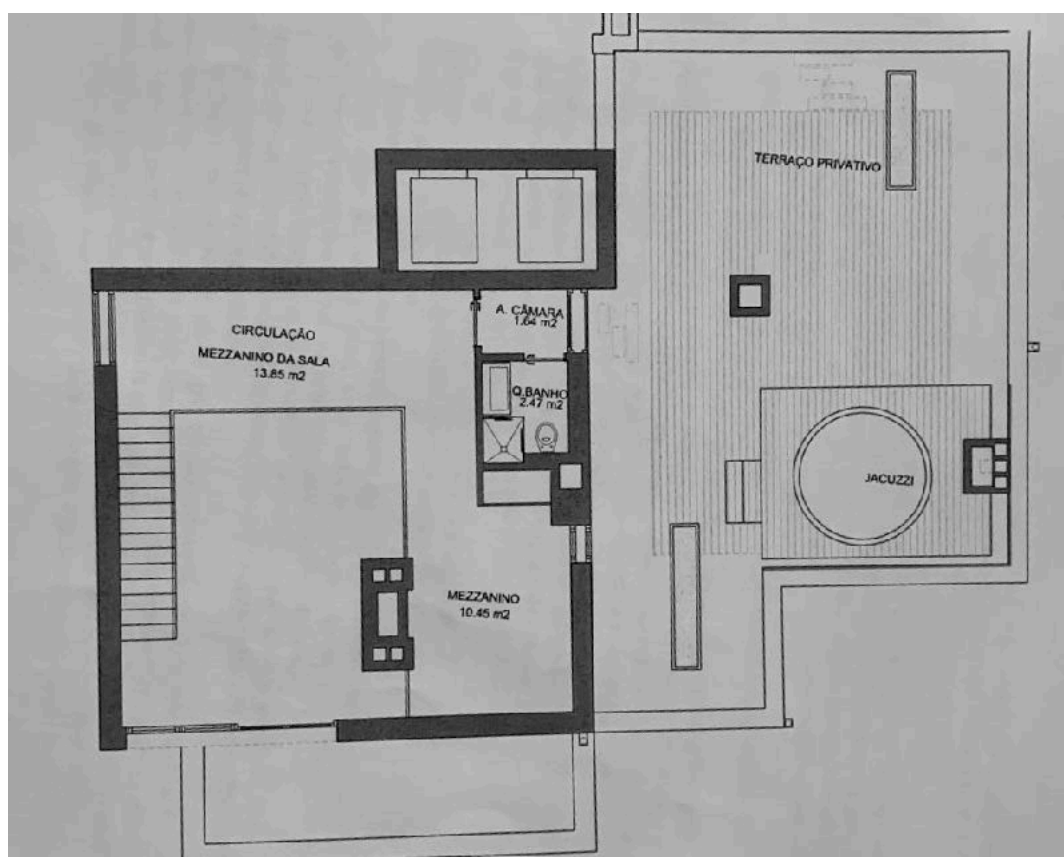 TERRAÇO PRIVATIVO
A. CÂMARA
1.64 m2
CIRCULAÇÃO
MEZZANINO DA SALA
13.85 m2
Q.BANHO
2.47 m2
JACUZZI
MEZZANINO
10.45 m2